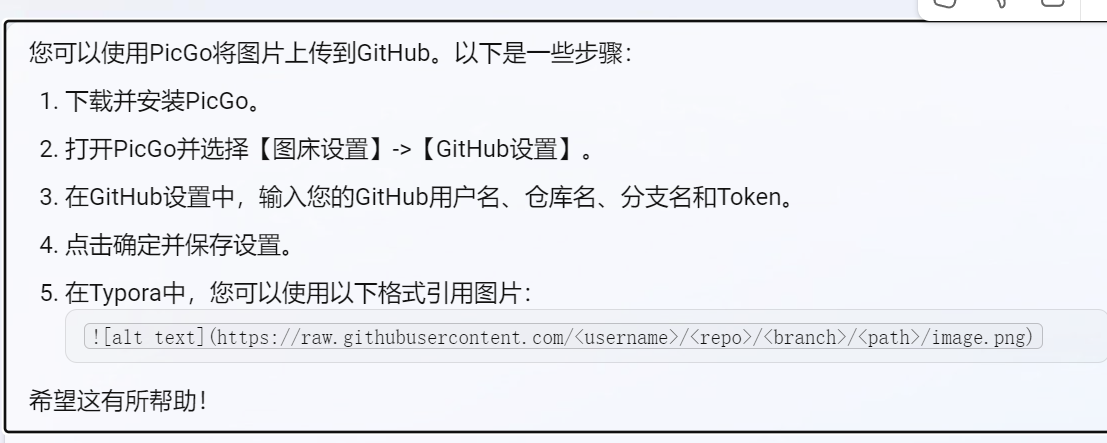 您可以使用PicGo将图片上传到GitHub。以下是一些步骤：
1. 下载并安装PicGo。
2. 打开PicGo并选择【图床设置】->【GitHub设置】。
3. 在GitHub设置中，输入您的GitHub用户名、仓库名、分支名和Token。
4. 点击确定并保存设置。
5. 在Typora中，您可以使用以下格式引用图片：
![alt text](https://raw.githubusercontent.com/<username>/<repo>/<branch>/<path>/image.png)
希望这有所帮助！